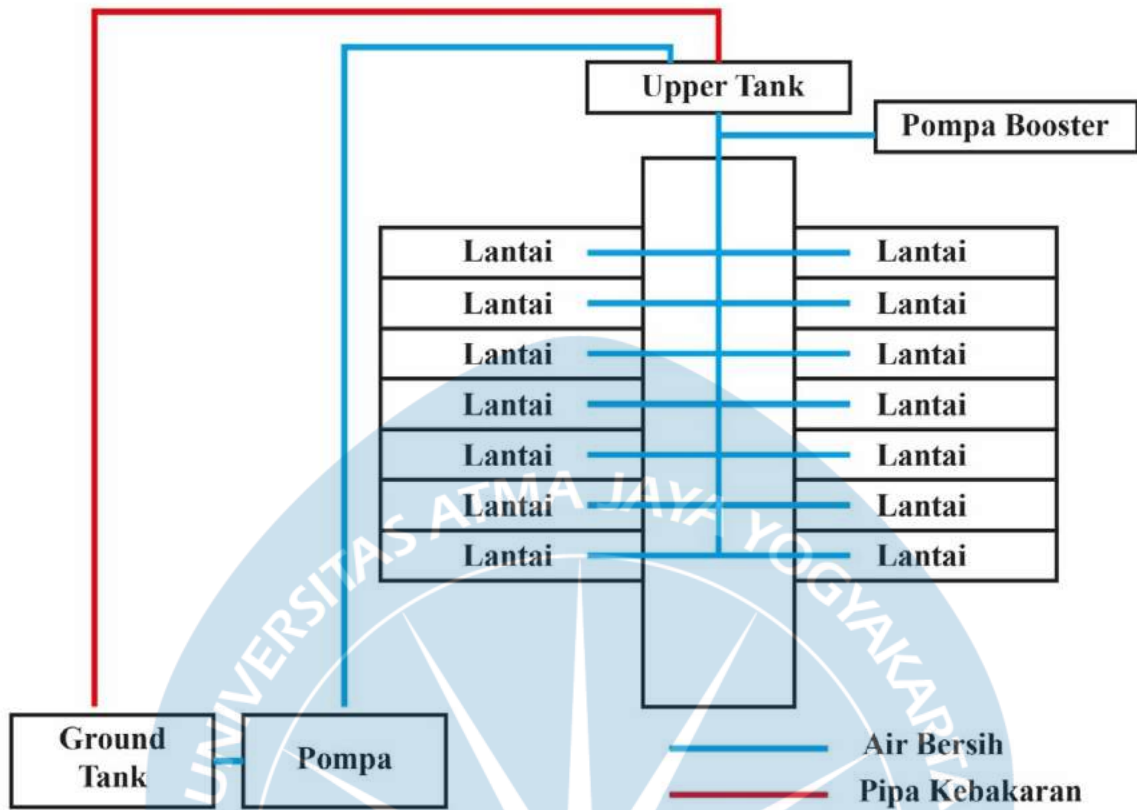 Upper Tank
Pompa Booster
Lantai Lantai
Lantai Lantai
Lantai Lantai
Lantai Lantai
Lantai Lantai
Lantai Lantai
Lantai Lantai
UNIVERSITAS ATMA JAYA YOGYAKARTA
Ground
Tank
Pompa
Air Bersih
Pipa Kebakaran